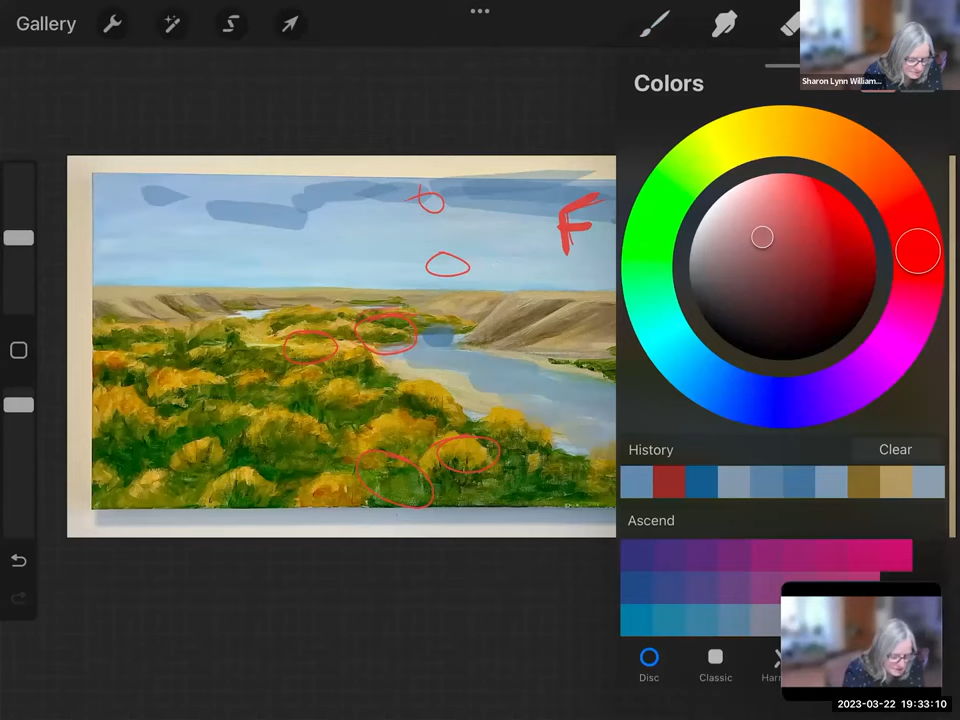 Gallery
Sharon Lynn William...
Colors
F
History
Clear
Ascend
Disc
Classic
2023-03-22 19:33:10